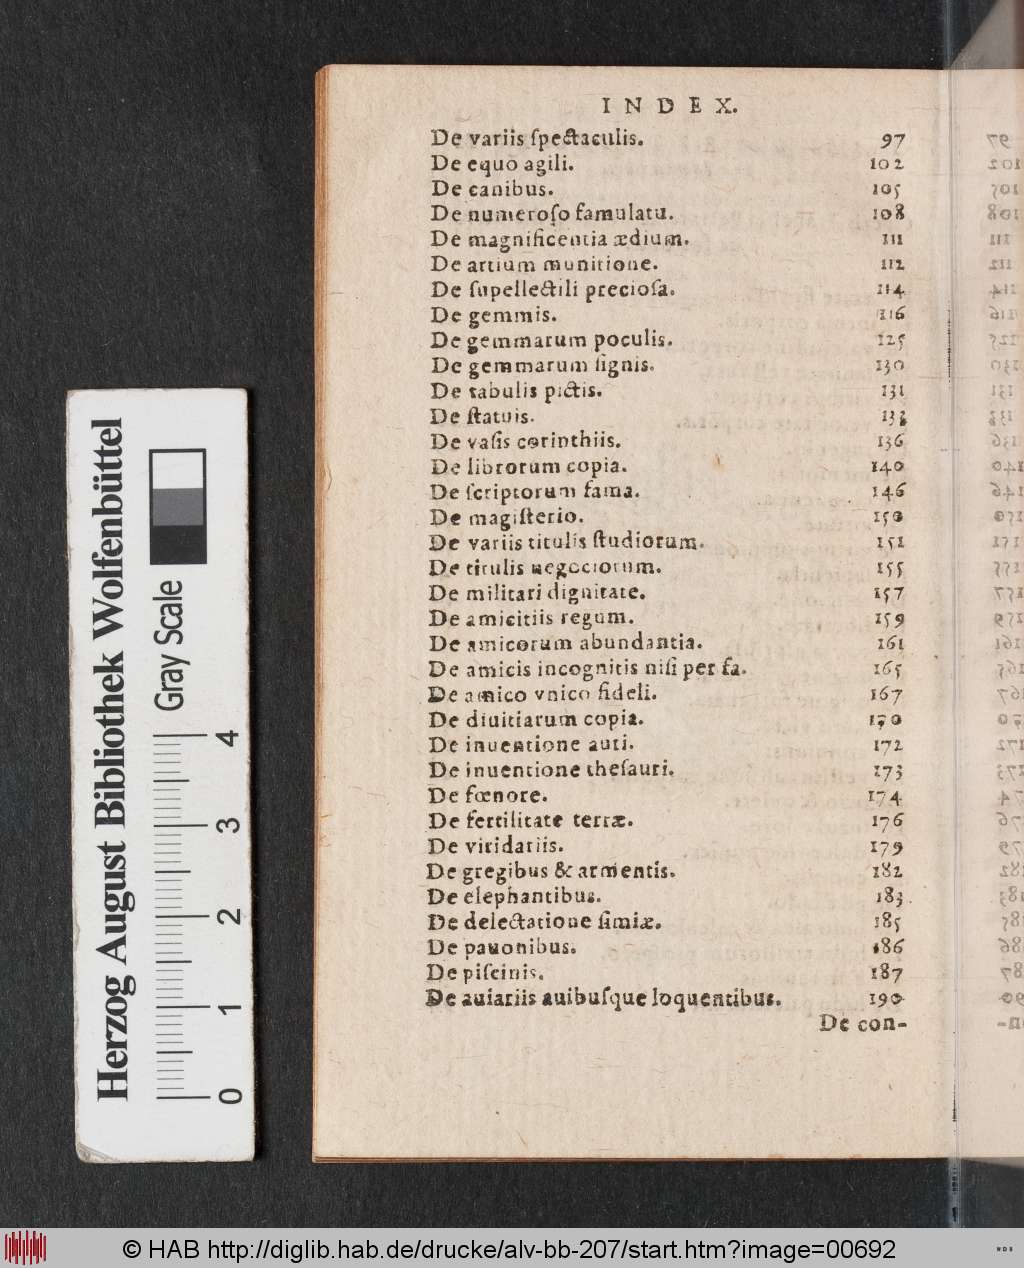 INDEX.
De variis ſpectaculis. 97
De equo agili. 102
De canibus. 105
De numeroſo famulatu. 108
De magnificentia ædium. 111
De artium munitione. 112
De ſupellectili precioſa. 114
De gemmis. 116
De gemmarum poculis. 125
De gemmarum ſignis. 130
De tabulis pictis. 131
De ſtatuis. 133
De vaſis corinthiis. 136
De librorum copia. 140
De ſcriptorum fama. 146
De magiſterio. 150
De variis titulis ſtudiorum. 151
De titulis negociorum. 155
De militari dignitate. 157
De amicitiis regum. 159
De amicorum abundantia. 161
De amicis incognitis niſi per fa. 165
De amico vnico fideli. 167
De diuitiarum copia. 170
De inuentione auri. 172
De inuentione theſauri. 173
De fœnore. 174
De fertilitate terræ. 176
De viridariis. 179
De gregibus & armentis. 182
De elephantibus. 183
De delectatione ſimiæ. 185
De pauonibus. 186
De piſcinis. 187
De auiariis auibuſque loquentibus. 190
De con-
Herzog August Bibliothek Wolfenbüttel
Gray Scale
0 1 2 3 4
© HAB http://diglib.hab.de/drucke/alv-bb-207/start.htm?image=00692